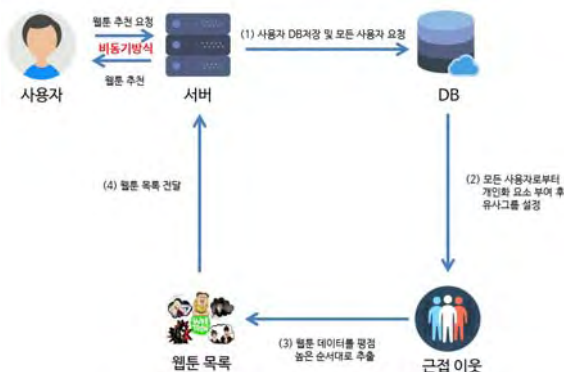 웹툰 추천 요청
비동기방식
웹툰 추천
사용자
서버
(1) 사용자 DB저장 및 모든 사용자 요청
DB
(2) 모든 사용자로부터
개인화 요소 부여 후
유사그룹 설정
(4) 웹툰 목록 전달
(3) 웹툰 데이터를 평점
높은 순서대로 추출
웹툰 목록
근접 이웃